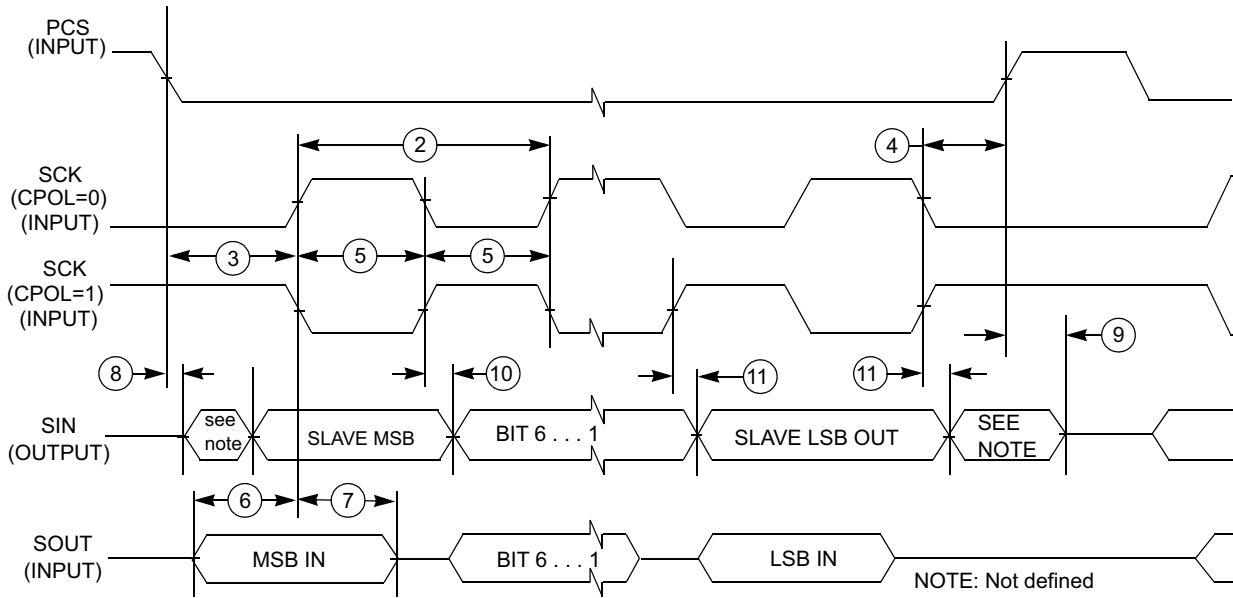 PCS
(INPUT)
2
4
SCK
(CPOL=0)
(INPUT)
3
5
5
SCK
(CPOL=1)
(INPUT)
8
10
11
11
9
SIN
(OUTPUT)
see
note
SLAVE MSB
BIT 6 . . . 1
SLAVE LSB OUT
SEE
NOTE
6
7
SOUT
(INPUT)
MSB IN
BIT 6 . . . 1
LSB IN
NOTE: Not defined